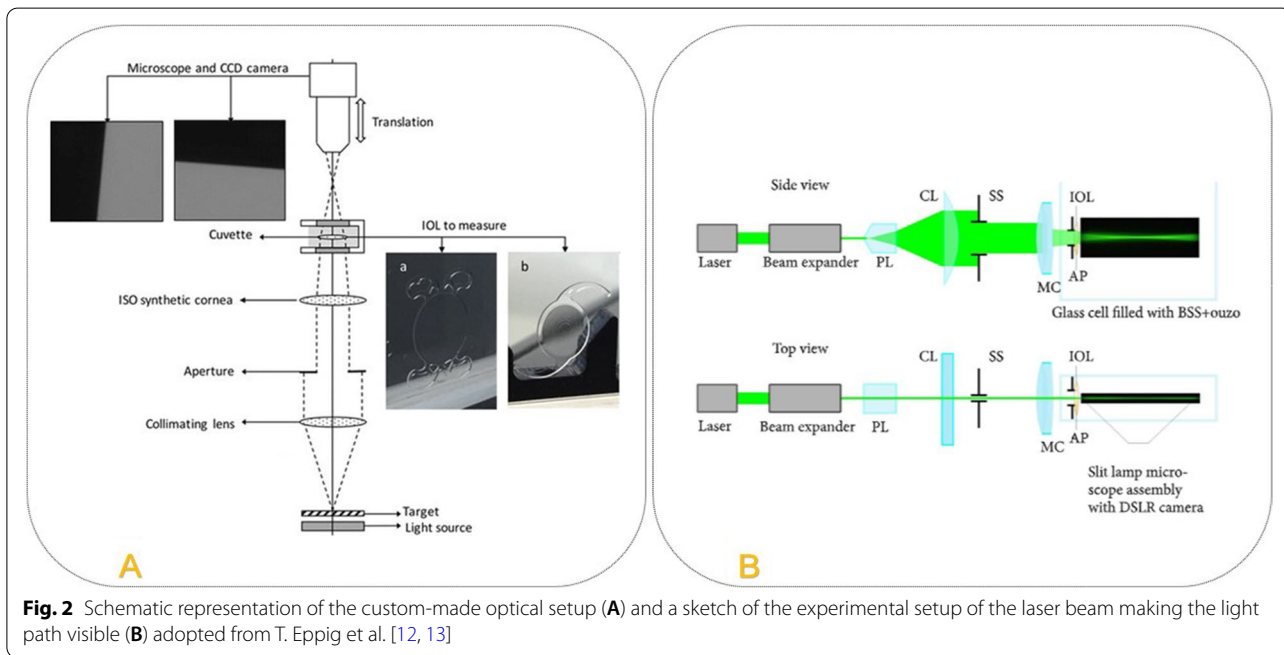 Microscope and CCD camera
Translation
Cuvette
IOL to measure
a
b
ISO synthetic cornea
Aperture
Collimating lens
Target
Light source
A
Side view
CL
SS
IOL
Laser
Beam expander
PL
MC
AP
Glass cell filled with BSS+ouzo
Top view
CL
SS
IOL
Laser
Beam expander
PL
MC
AP
Slit lamp micro-
scope assembly
with DSLR camera
B
Fig. 2 Schematic representation of the custom-made optical setup (A) and a sketch of the experimental setup of the laser beam making the light
path visible (B) adopted from T. Eppig et al. [12, 13]